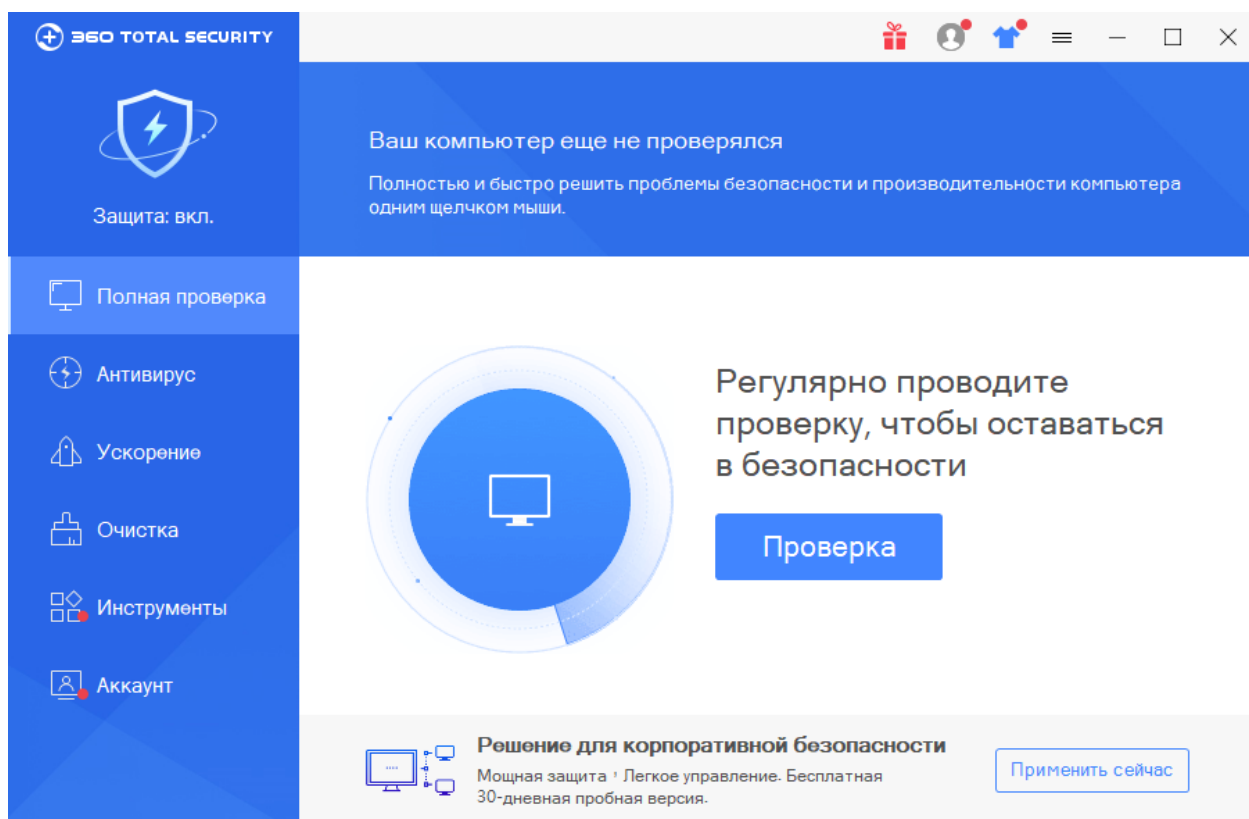 360 TOTAL SECURITY
Защита: вкл.
Полная проверка
Антивирус
Ускорение
Очистка
Инструменты
Аккаунт
Ваш компьютер еще не проверялся
Полностью и быстро решить проблемы безопасности и производительности компьютера
одним щелчком мыши.
Регулярно проводите
проверку, чтобы оставаться
в безопасности
Проверка
Решение для корпоративной безопасности
Мощная защита , Легкое управление. Бесплатная
30-дневная пробная версия.
Применить сейчас